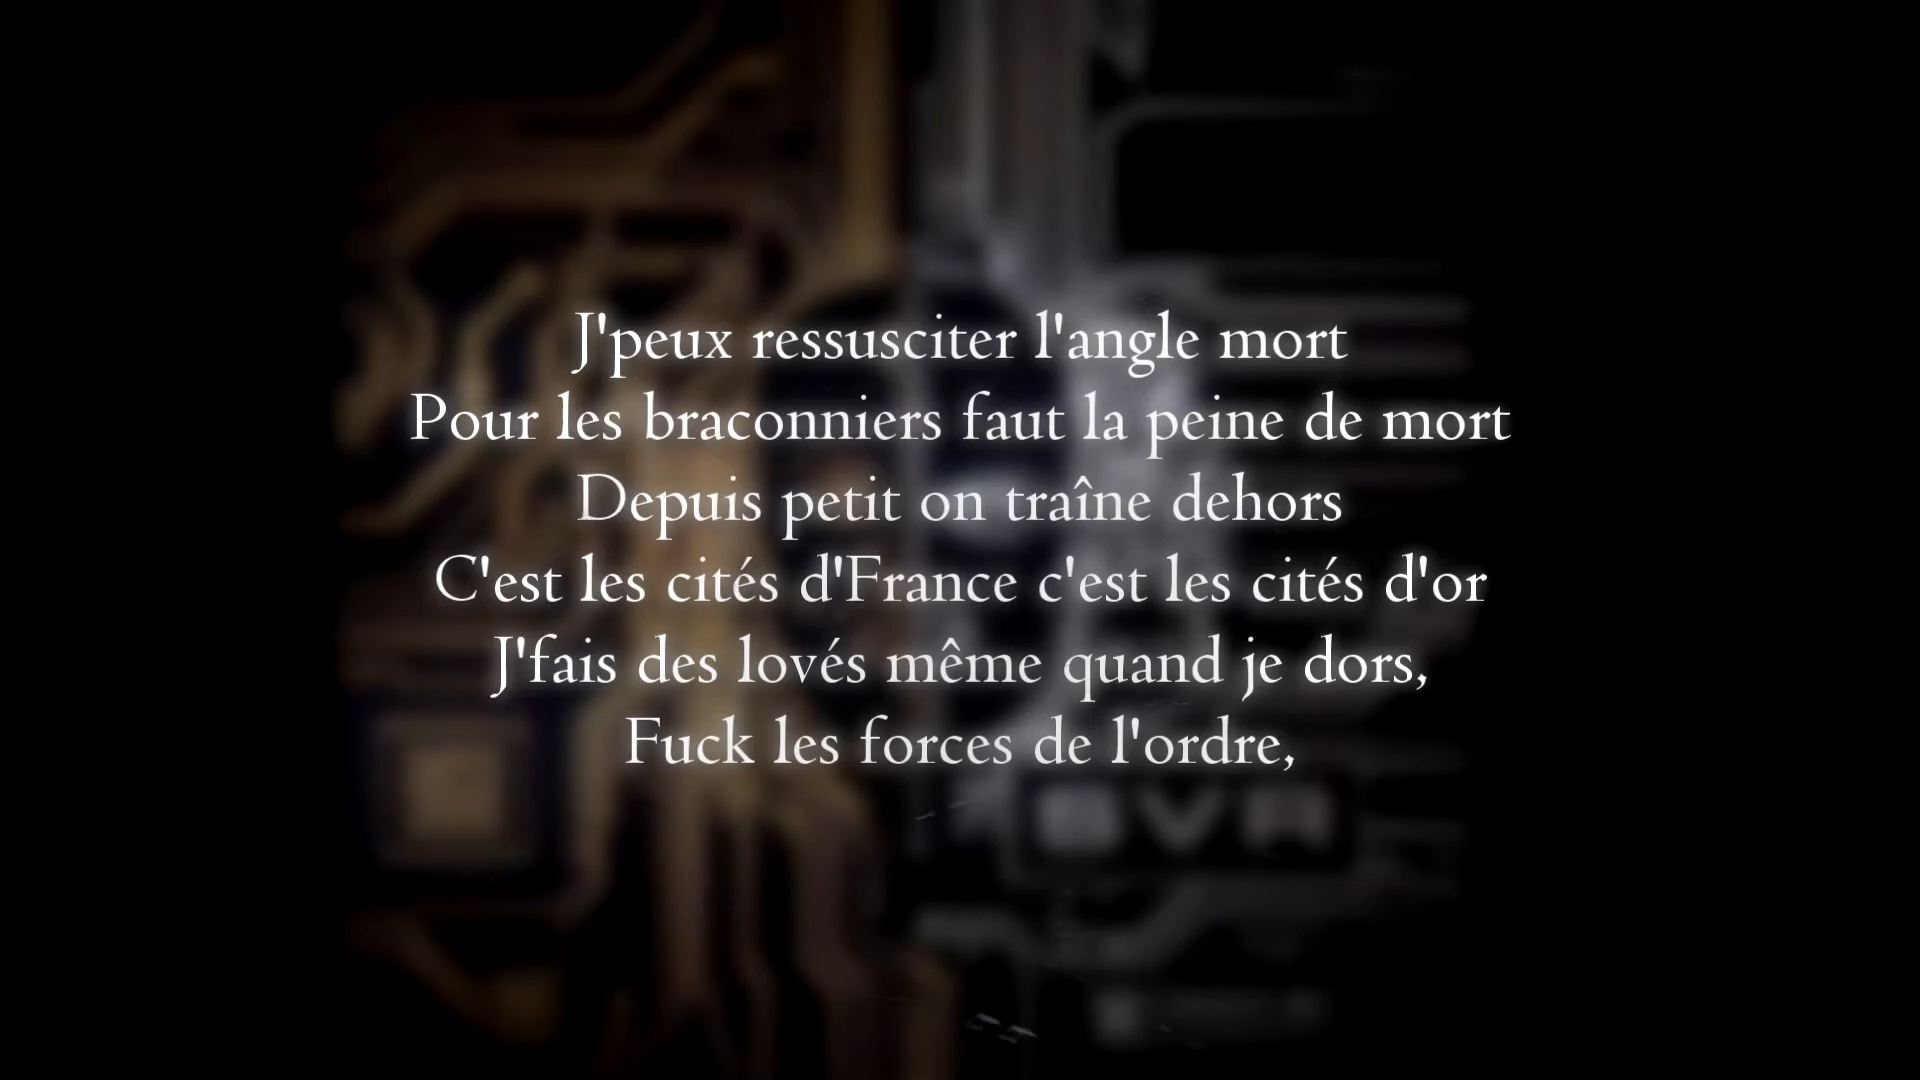 J'peux ressusciter l'angle mort
Pour les braconniers faut la peine de mort
Depuis petit on traîne dehors
C'est les cités d'France c'est les cités d'or
J'fais des lovés même quand je dors,
Fuck les forces de l'ordre,